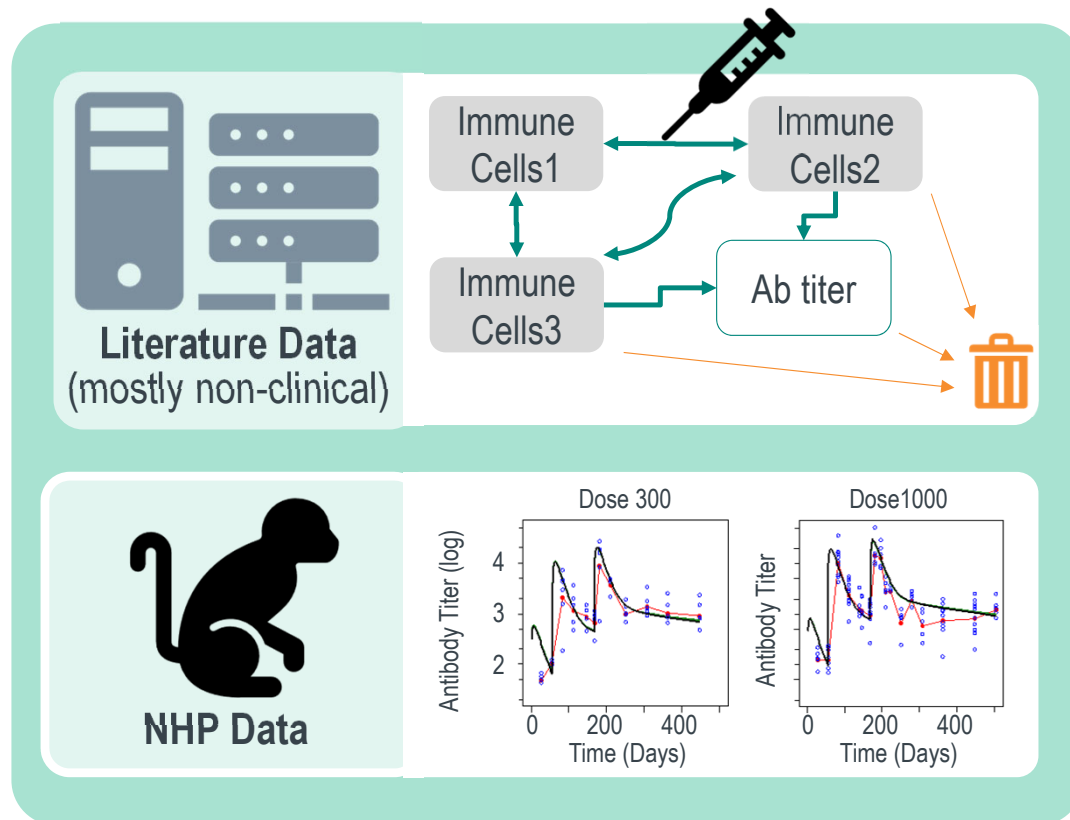 Immune
Cells1
Immune
Cells2
Immune
Cells3
Ab titer
Literature Data
(mostly non-clinical)
NHP Data
Dose 300
Antibody Titer (log)
4
3
2
0
200
400
Time (Days)
Dose1000
Antibody Titer
0
200
400
Time (Days)